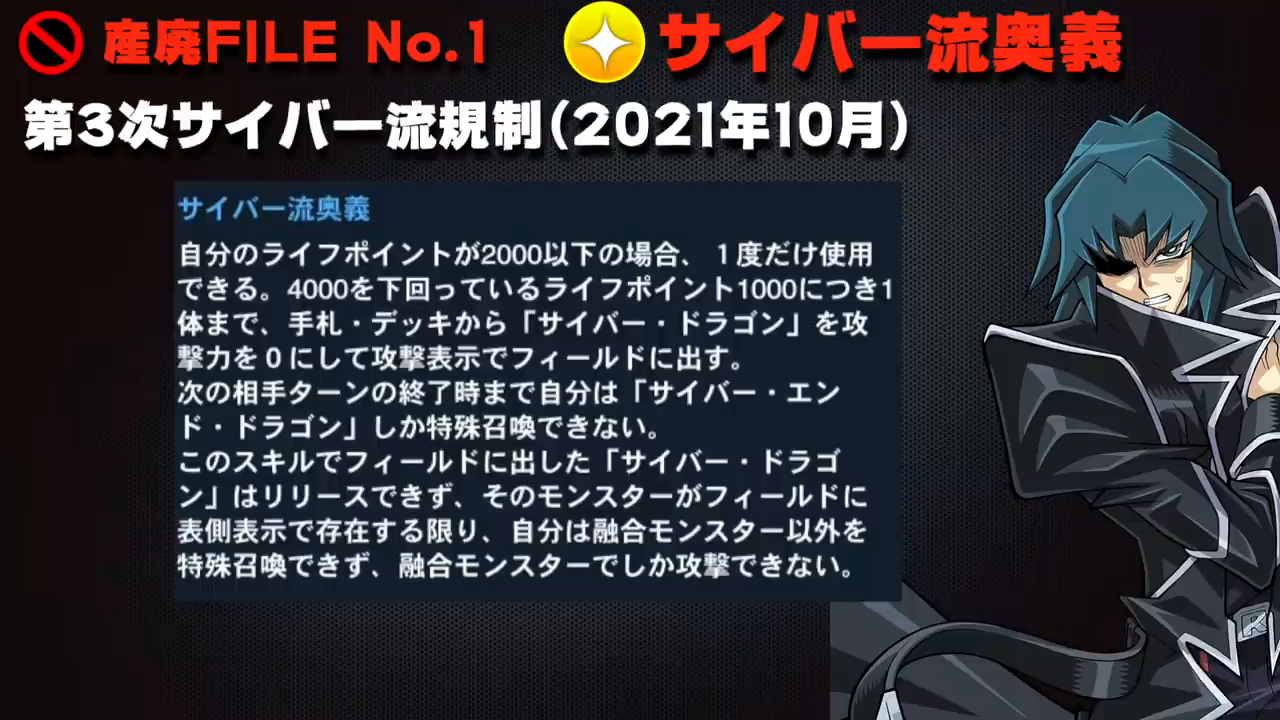 産廃FILE No.1
サイバー流奥義
第3次サイバー流規制(2021年10月)
サイバー流奥義
自分のライフポイントが2000以下の場合、１度だけ使用
できる。4000を下回っているライフポイント1000につき1
体まで、手札・デッキから「サイバー・ドラゴン」を攻
撃力を０にして攻撃表示でフィールドに出す。
次の相手ターンの終了時まで自分は「サイバー・エン
ド・ドラゴン」しか特殊召喚できない。
このスキルでフィールドに出した「サイバー・ドラゴ
ン」はリリースできず、そのモンスターがフィールドに
表側表示で存在する限り、自分は融合モンスター以外を
特殊召喚できず、融合モンスターでしか攻撃できない。